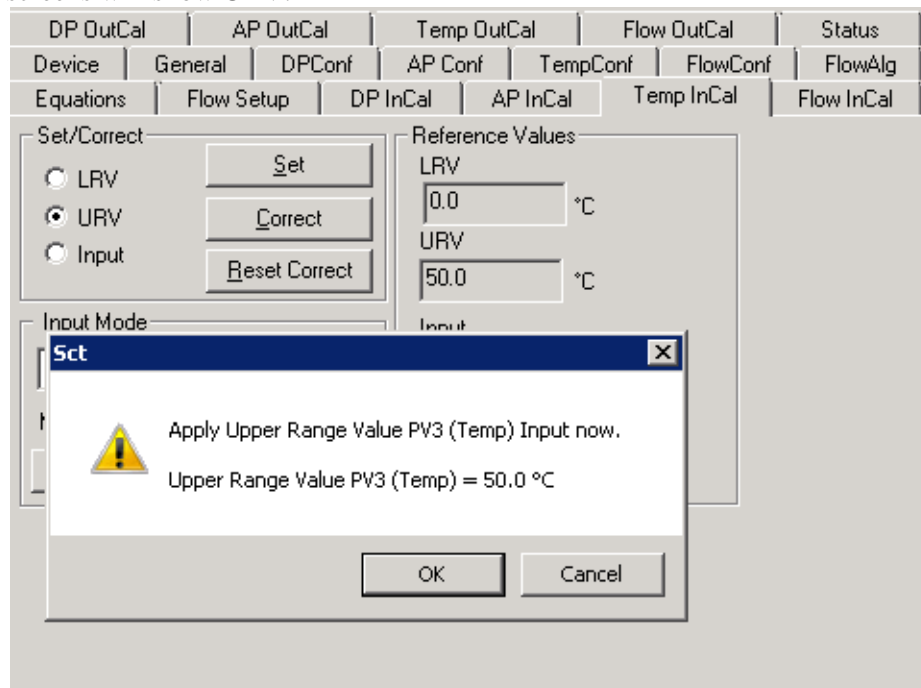 DP OutCal AP OutCal Temp OutCal Flow OutCal Status
Device General DPConf AP Conf TempConf FlowConf FlowAlg
Equations Flow Setup DP InCal AP InCal Temp InCal Flow InCal
Set/Correct
LRV
URV
Input
Set
Correct
Reset Correct
Reference Values
LRV
0.0 °C
URV
50.0 °C
Input
Input Mode
Sct
Apply Upper Range Value PV3 (Temp) Input now.
Upper Range Value PV3 (Temp) = 50.0 °C
OK Cancel